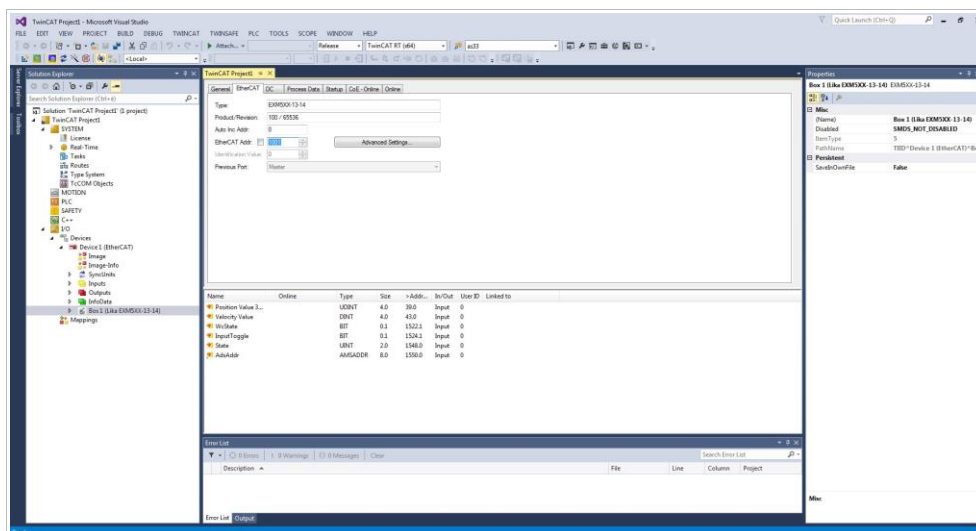 TwinCAT Project1 - Microsoft Visual Studio
Quick Launch (Ctrl+Q)
FILE EDIT VIEW PROJECT BUILD DEBUG TWINCAT TWINSAFE PLC TOOLS SCOPE WINDOW HELP
Attach... Release TwinCAT RT (x64) as33
<Local>
Server Explorer
Toolbox
Solution Explorer
Search Solution Explorer (Ctrl+è)
Solution 'TwinCAT Project1' (1 project)
TwinCAT Project1
SYSTEM
License
Real-Time
Tasks
Routes
Type System
TcCOM Objects
MOTION
PLC
SAFETY
C++
I/O
Devices
Device 1 (EtherCAT)
Image
Image-Info
SyncUnits
Inputs
Outputs
InfoData
Box 1 (Lika EXM5XX-13-14)
Mappings
TwinCAT Project1
General EtherCAT DC Process Data Startup CoE - Online Online
Type: EXM5XX-13-14
Product/Revision: 100 / 65536
Auto Inc Addr: 0
EtherCAT Addr: 1001 Advanced Settings...
Identification Value: 0
Previous Port: Master
Name Online Type Size >Addr... In/Out User ID Linked to
Position Value 3... UDINT 4.0 39.0 Input 0
Velocity Value DINT 4.0 43.0 Input 0
WcState BIT 0.1 1522.1 Input 0
InputToggle BIT 0.1 1524.1 Input 0
State UINT 2.0 1548.0 Input 0
AdsAddr AMSADDR 8.0 1550.0 Input 0
Error List
0 Errors 0 Warnings 0 Messages Clear
Search Error List
Description File Line Column Project
Error List Output
Properties
Box 1 (Lika EXM5XX-13-14) EXM5XX-13-14
Misc
(Name) Box 1 (Lika EXM5XX-13-14)
Disabled SMDS_NOT_DISABLED
ItemType 5
PathName TIID^Device 1 (EtherCAT)^B
Persistent
SaveInOwnFile False
Misc